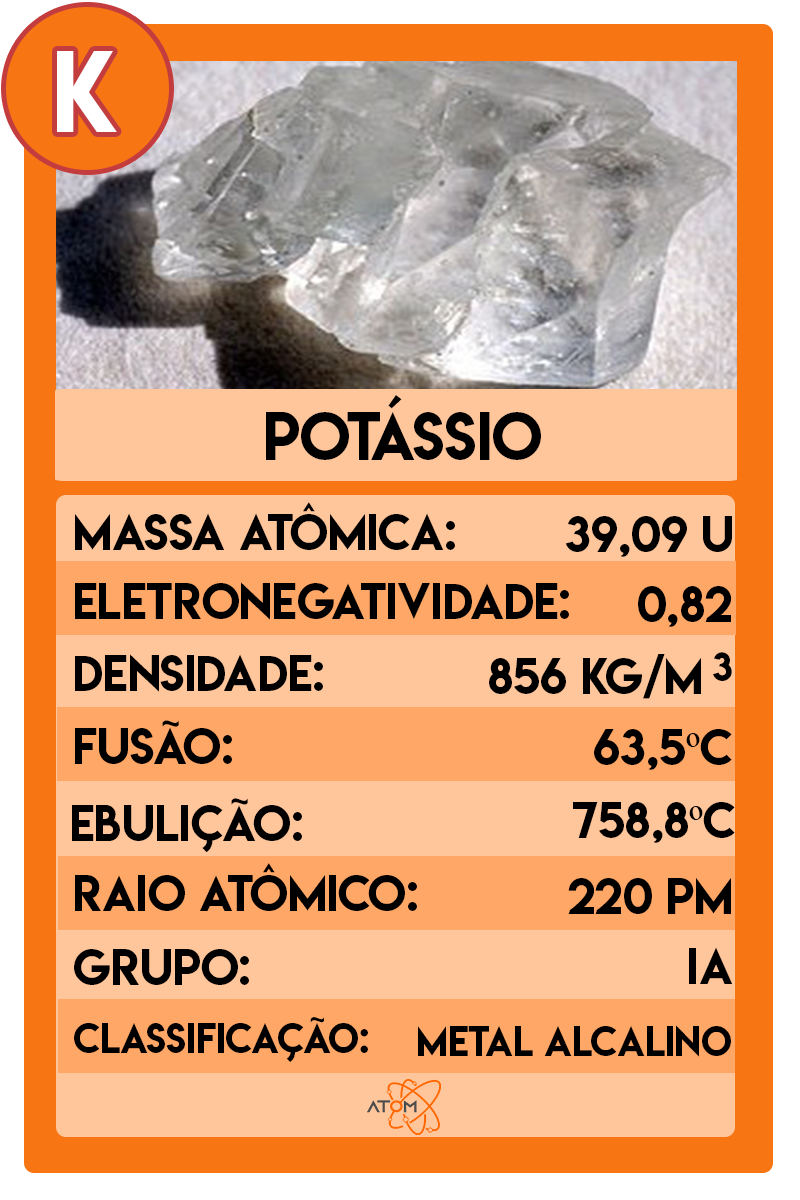 K
POTÁSSIO
MASSA ATÔMICA: 39,09 U
ELETRONEGATIVIDADE: 0,82
DENSIDADE: 856 KG/M ³
FUSÃO: 63,5ºC
EBULIÇÃO: 758,8ºC
RAIO ATÔMICO: 220 PM
GRUPO: IA
CLASSIFICAÇÃO: METAL ALCALINO
ATOM